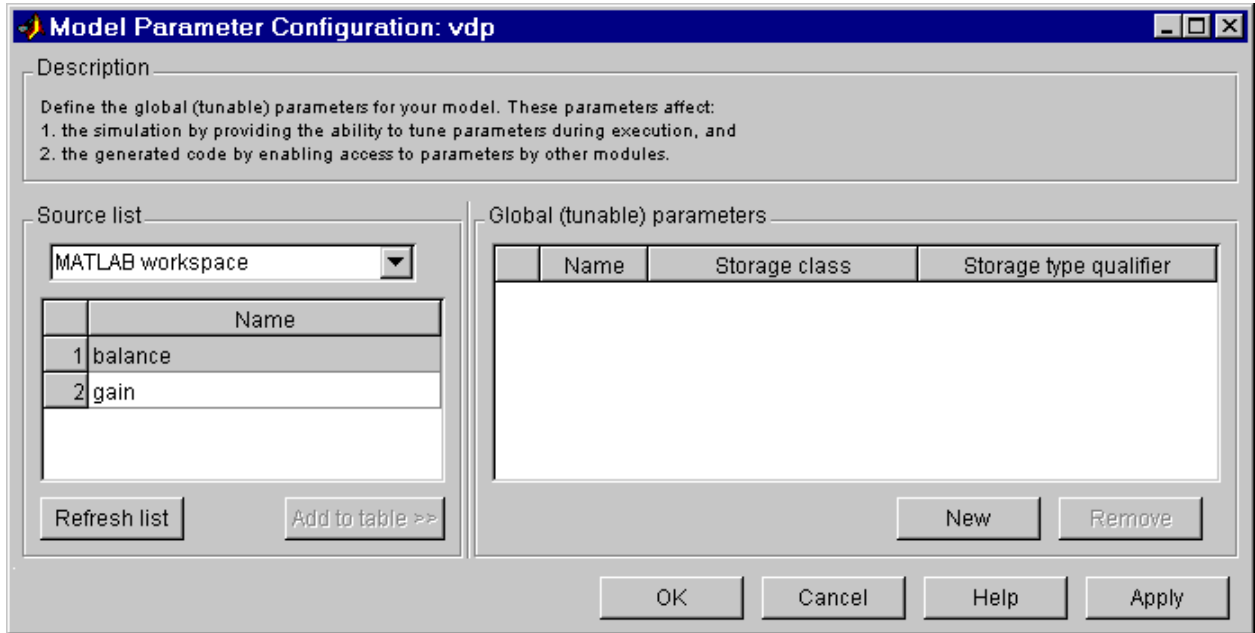 Model Parameter Configuration: vdp
Description
Define the global (tunable) parameters for your model. These parameters affect:
1. the simulation by providing the ability to tune parameters during execution, and
2. the generated code by enabling access to parameters by other modules.
Source list
MATLAB workspace
Name
1 balance
2 gain
Refresh list Add to table >>
Global (tunable) parameters
Name Storage class Storage type qualifier
New Remove
OK Cancel Help Apply